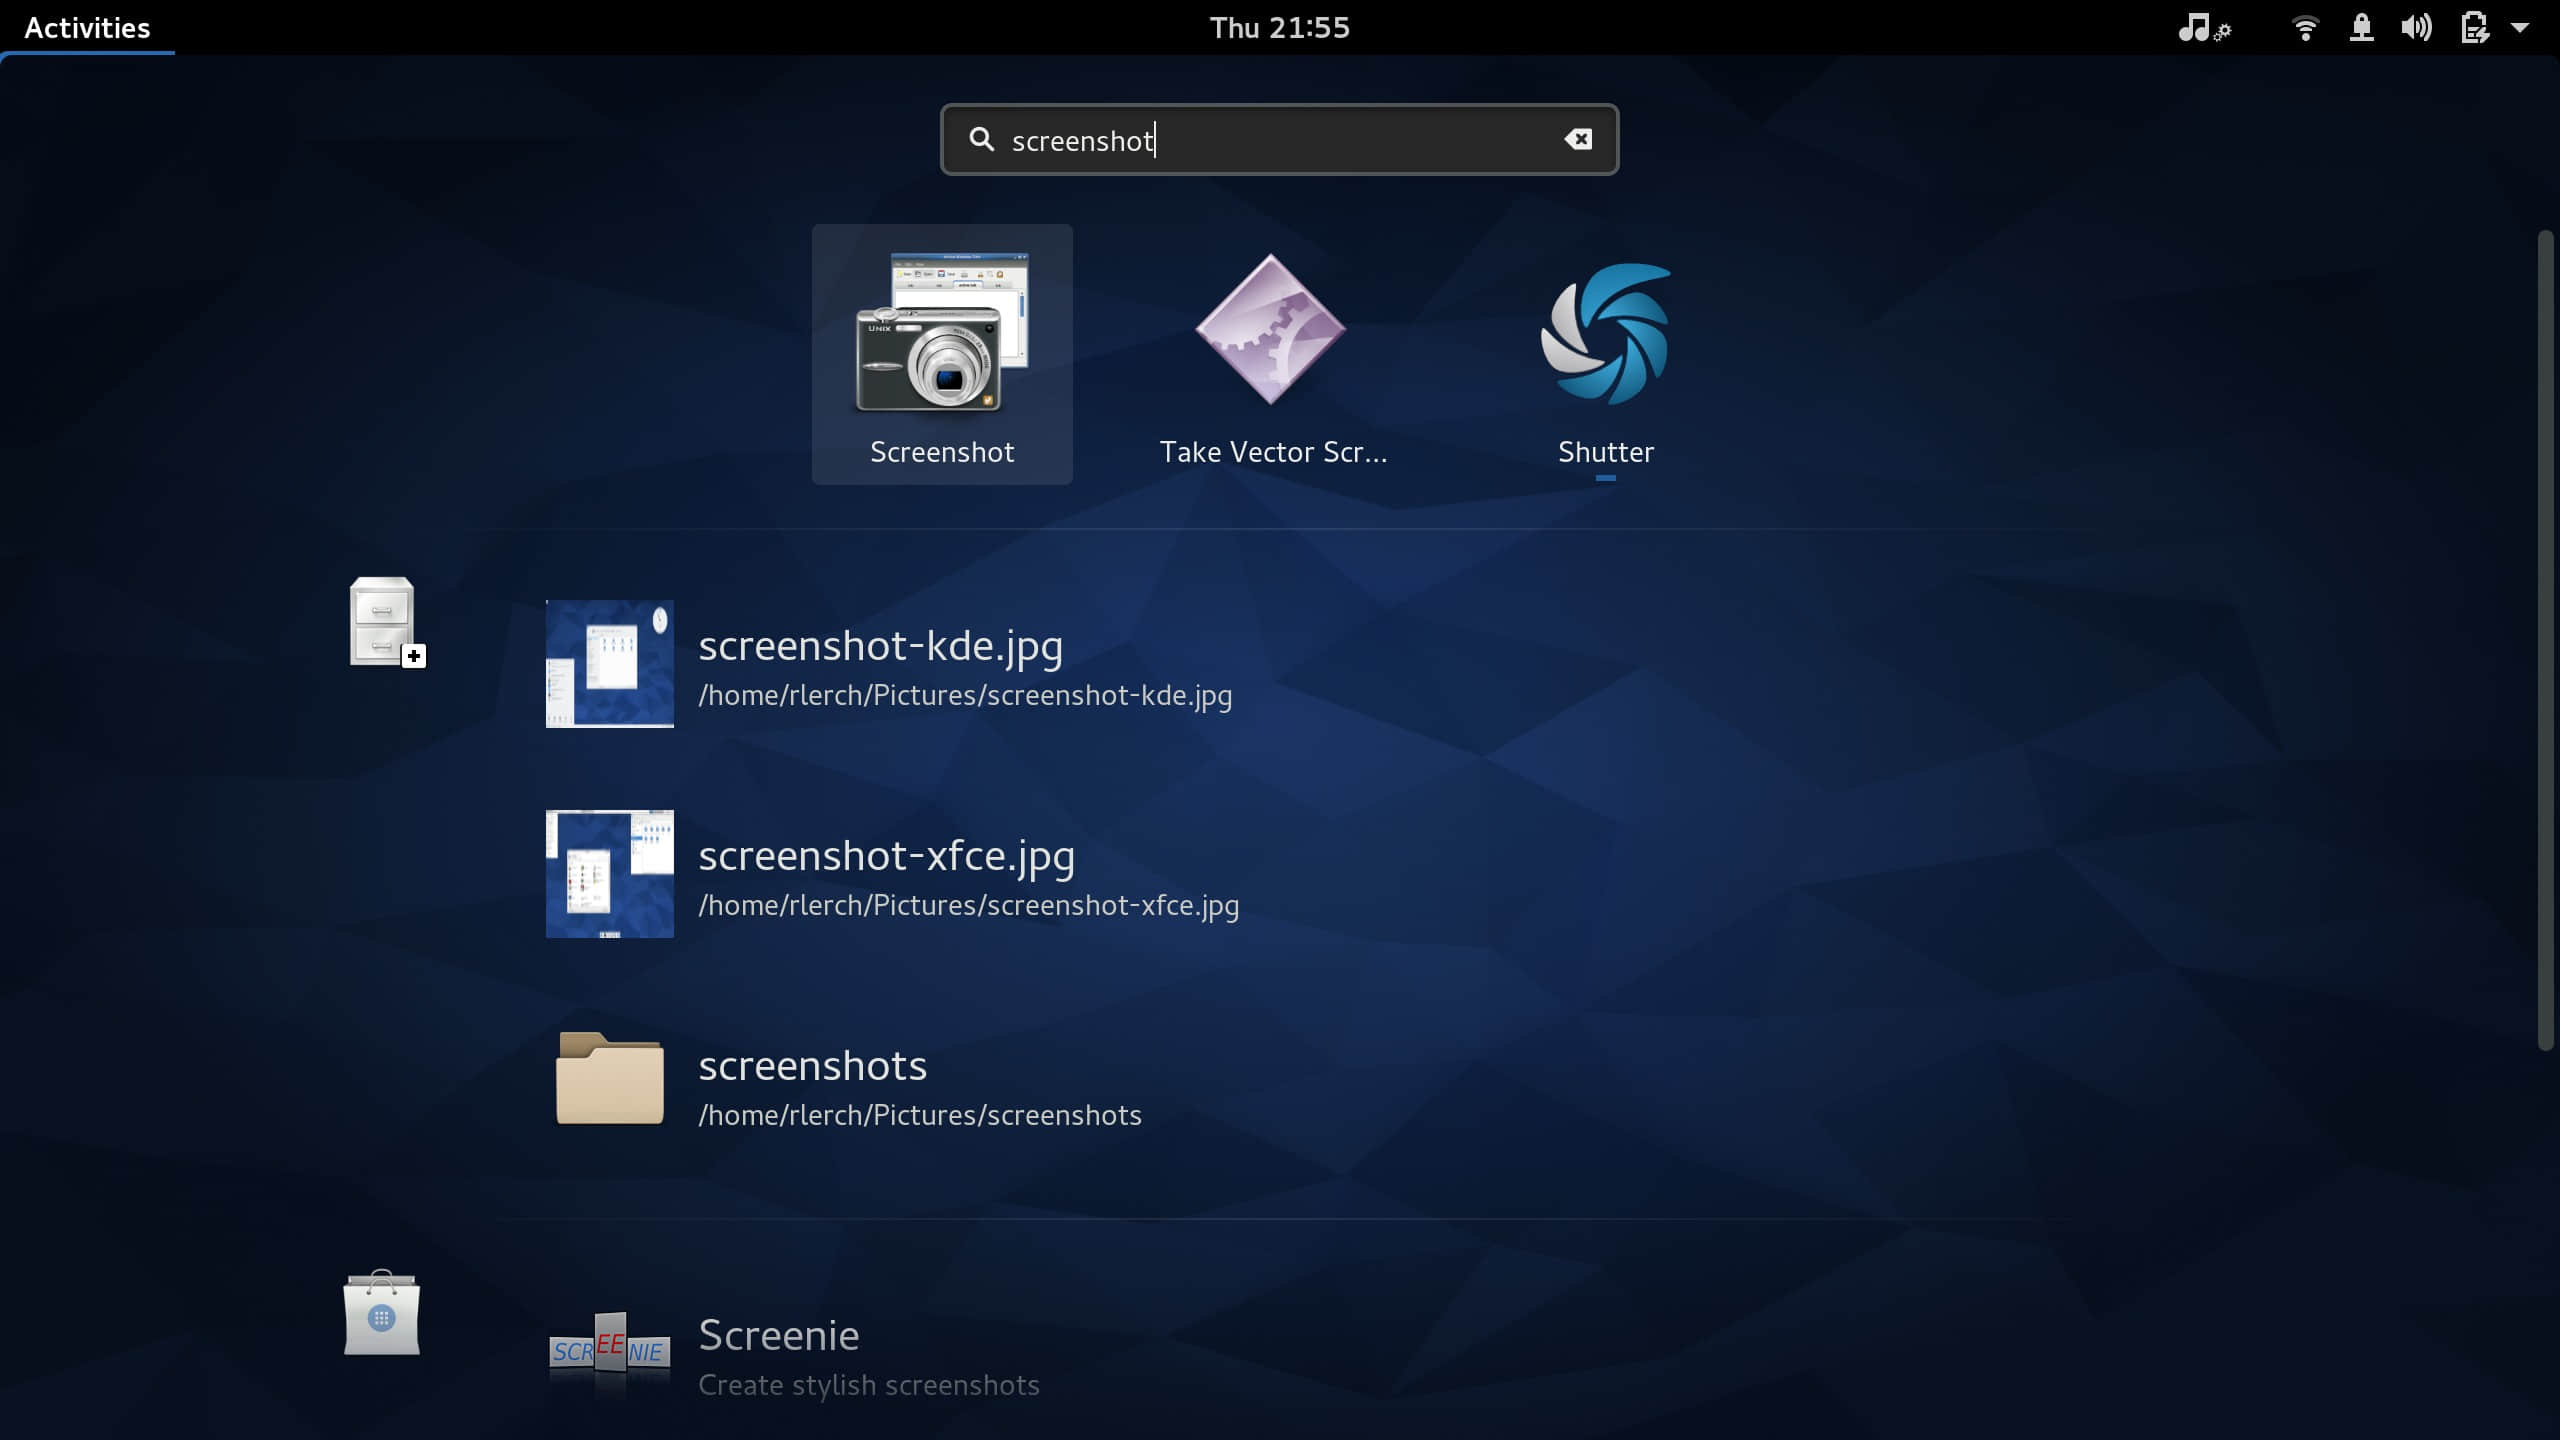 Activities
Thu 21:55
screenshot
UNIX
Screenshot
Take Vector Scr...
Shutter
screenshot-kde.jpg
/home/rlerch/Pictures/screenshot-kde.jpg
screenshot-xfce.jpg
/home/rlerch/Pictures/screenshot-xfce.jpg
screenshots
/home/rlerch/Pictures/screenshots
SCREENIE
Screenie
Create stylish screenshots